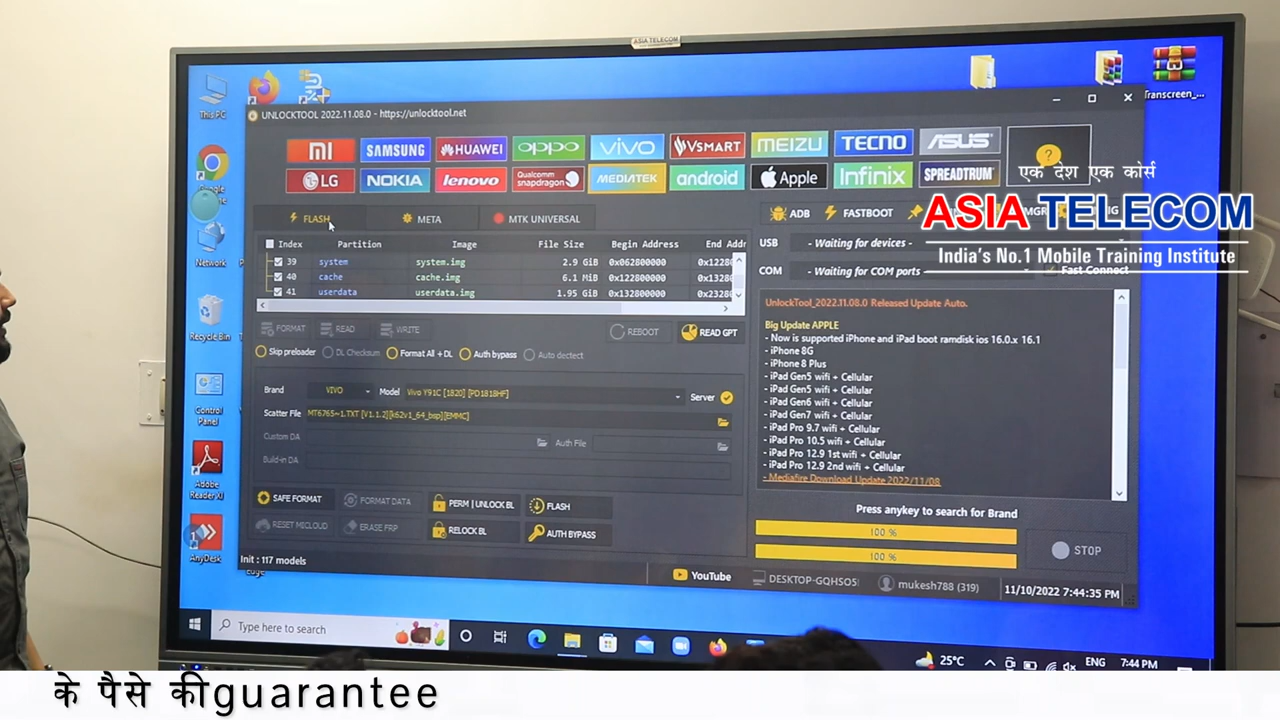 ASIA TELECOM
This PC
Transcreen_...
UNLOCKTOOL 2022.11.08.0 - https://unlocktool.net
MI SAMSUNG HUAWEI oppo vivo VSMART MEIZU TECNO ASUS
LG NOKIA lenovo Qualcomm snapdragon MEDIATEK android Apple Infinix SPREADTRUM
?
एक देश एक कोर्स
ASIA TELECOM
India's No.1 Mobile Training Institute
FLASH META MTK UNIVERSAL
ADB FASTBOOT
Index Partition Image File Size Begin Address End Addr
39 system system.img 2.9 GiB 0x062800000 0x12280
40 cache cache.img 6.1 MiB 0x122800000 0x13280
41 userdata userdata.img 1.95 GiB 0x132800000 0x23280
USB - Waiting for devices -
COM - Waiting for COM ports -
Fast Connect
FORMAT READ WRITE REBOOT READ GPT
Skip preloader DL Checksum Format All + DL Auth bypass Auto dectect
Brand VIVO Model Vivo Y91C [1820] [PD1818HF] Server
Scatter File MT6765~1.TXT [V1.1.2][k62v1_64_bsp][EMMC]
Custom DA Auth File
Build-in DA
SAFE FORMAT FORMAT DATA PERM | UNLOCK BL FLASH
RESET MICLOUD ERASE FRP RELOCK BL AUTH BYPASS
Init : 117 models
UnlockTool_2022.11.08.0 Released Update Auto.
Big Update APPLE
- Now is supported iPhone and iPad boot ramdisk ios 16.0.x 16.1
- iPhone 8G
- iPhone 8 Plus
- iPad Gen5 wifi + Cellular
- iPad Gen5 wifi + Cellular
- iPad Gen6 wifi + Cellular
- iPad Gen7 wifi + Cellular
- iPad Pro 9.7 wifi + Cellular
- iPad Pro 10.5 wifi + Cellular
- iPad Pro 12.9 1st wifi + Cellular
- iPad Pro 12.9 2nd wifi + Cellular
- Mediafire Download Update 2022/11/08
Press anykey to search for Brand
100 %
100 %
STOP
YouTube DESKTOP-GQHSOS mukesh788 (319) 11/10/2022 7:44:35 PM
Google
Network
Recycle Bin
Control
Panel
Adobe
Reader XI
AnyDesk
Edge
Type here to search
25°C ENG 7:44 PM
के पैसे की guarantee